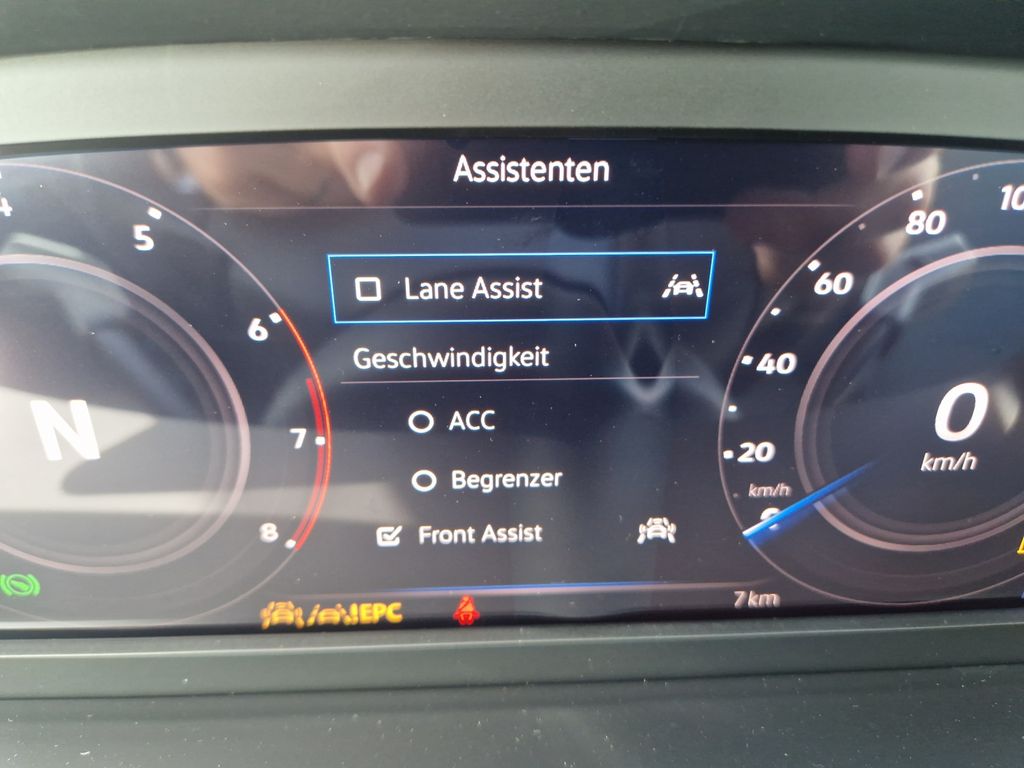 Assistenten
4
5
6
7
8
N
Lane Assist
Geschwindigkeit
ACC
Begrenzer
Front Assist
80
60
40
20
km/h
0
km/h
EPC
7 km